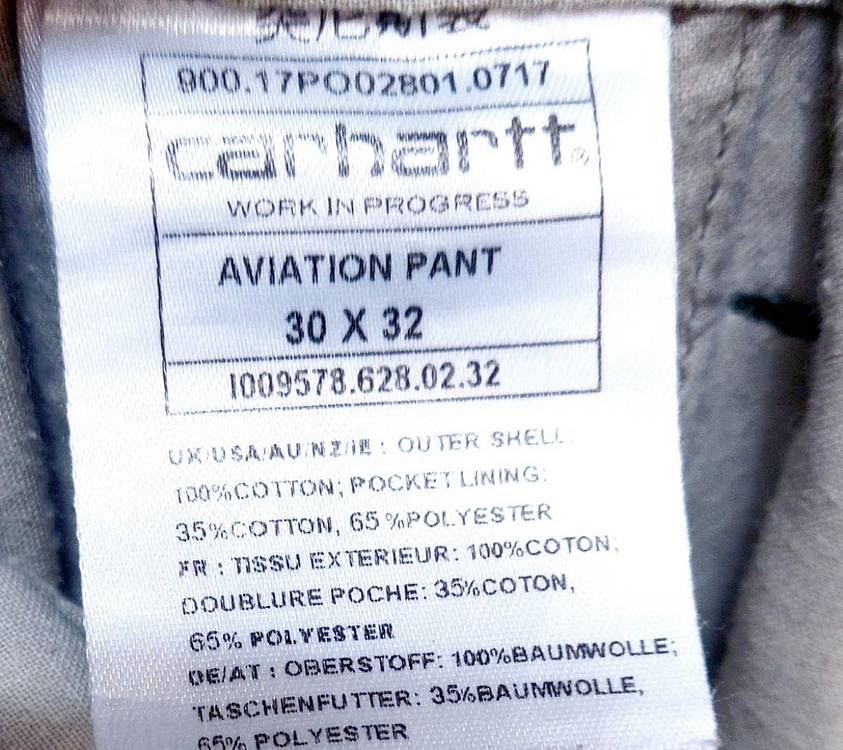 900.17PO02801.0717
carhartt®
WORK IN PROGRESS
AVIATION PANT
30 X 32
I009578.628.02.32
UK/USA/AU/NZ/IE : OUTER SHELL:
100%COTTON; POCKET LINING:
35%COTTON, 65%POLYESTER
FR : TISSU EXTERIEUR: 100%COTON;
DOUBLURE POCHE: 35%COTON,
65% POLYESTER
DE/AT : OBERSTOFF: 100%BAUMWOLLE;
TASCHENFUTTER: 35%BAUMWOLLE,
65% POLYESTER